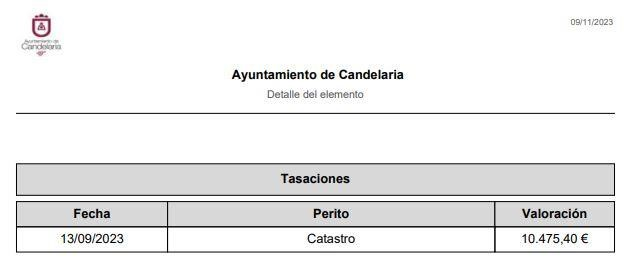 09/11/2023
Ayuntamiento de
Candelaria
Ayuntamiento de Candelaria
Detalle del elemento
Tasaciones
Fecha Perito Valoración
13/09/2023 Catastro 10.475,40 €